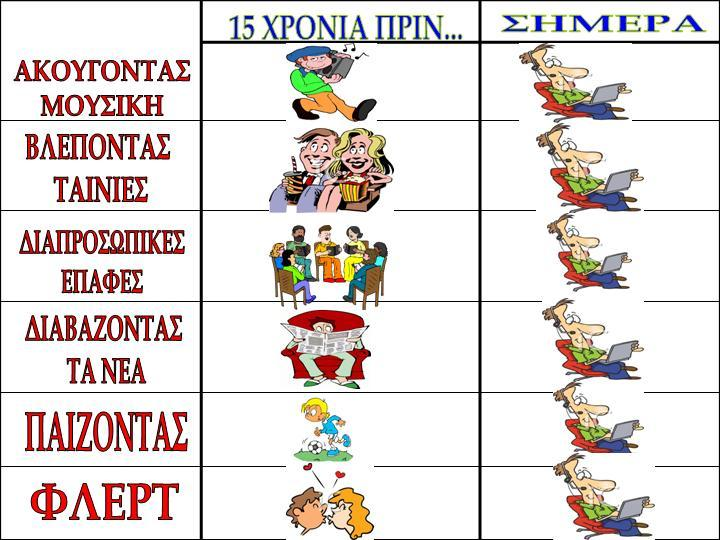 15 ΧΡΟΝΙΑ ΠΡΙΝ...
ΣΗΜΕΡΑ
ΑΚΟΥΓΟΝΤΑΣ
ΜΟΥΣΙΚΗ
ΒΛΕΠΟΝΤΑΣ
ΤΑΙΝΙΕΣ
ΔΙΑΠΡΟΣΩΠΙΚΕΣ
ΕΠΑΦΕΣ
ΔΙΑΒΑΖΟΝΤΑΣ
ΤΑ ΝΕΑ
ΠΑΙΖΟΝΤΑΣ
ΦΛΕΡΤ